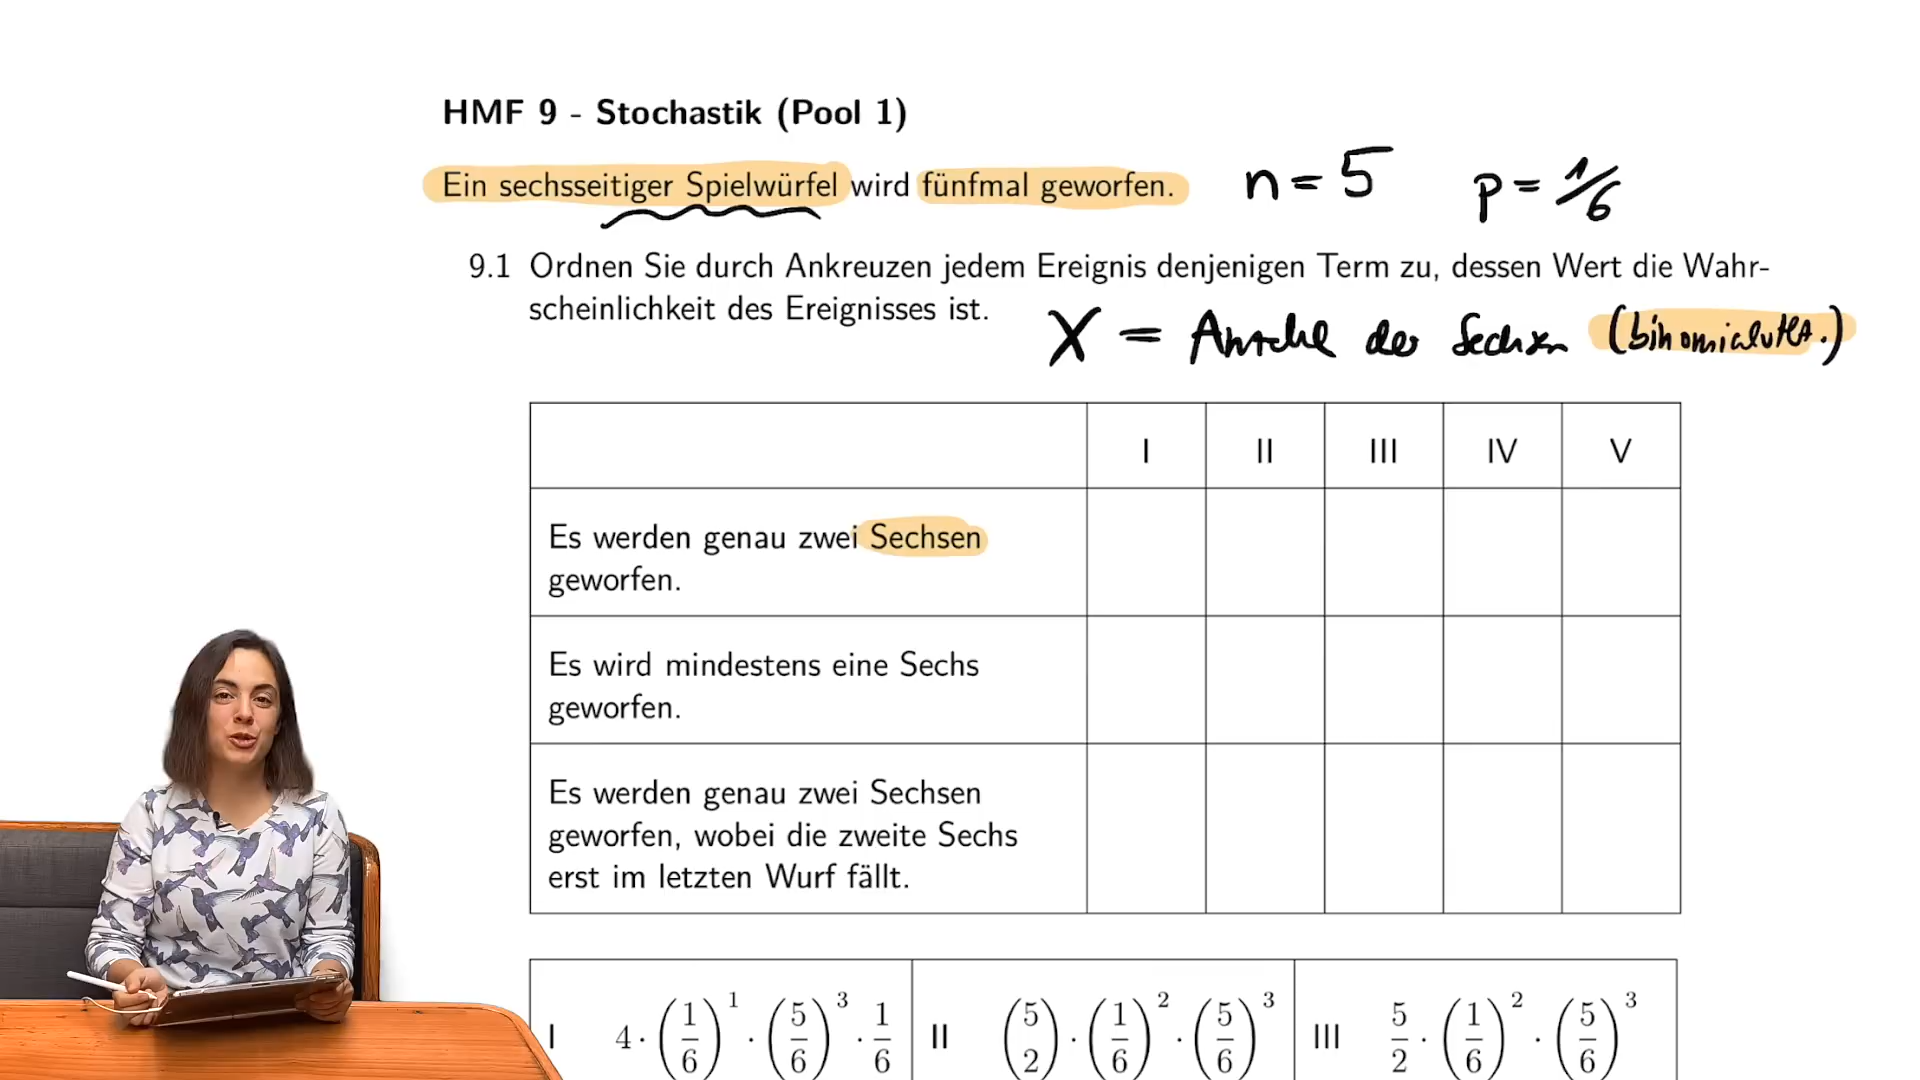 HMF 9 - Stochastik (Pool 1)
Ein sechsseitiger Spielwürfel wird fünfmal geworfen. n = 5 p = 1/6
9.1 Ordnen Sie durch Ankreuzen jedem Ereignis denjenigen Term zu, dessen Wert die Wahr-
scheinlichkeit des Ereignisses ist.
X = Anzahl der Sechsen (binomialvert.)
I II III IV V
Es werden genau zwei Sechsen
geworfen.
Es wird mindestens eine Sechs
geworfen.
Es werden genau zwei Sechsen
geworfen, wobei die zweite Sechs
erst im letzten Wurf fällt.
I 4 · (1/6)^1 · (5/6)^3 · 1/6 II (5 2) · (1/6)^2 · (5/6)^3 III 5/2 · (1/6)^2 · (5/6)^3